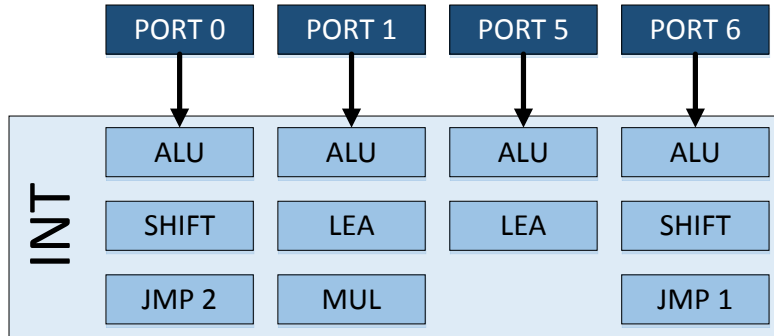 PORT 0 PORT 1 PORT 5 PORT 6
INT
ALU ALU ALU ALU
SHIFT LEA LEA SHIFT
JMP 2 MUL JMP 1